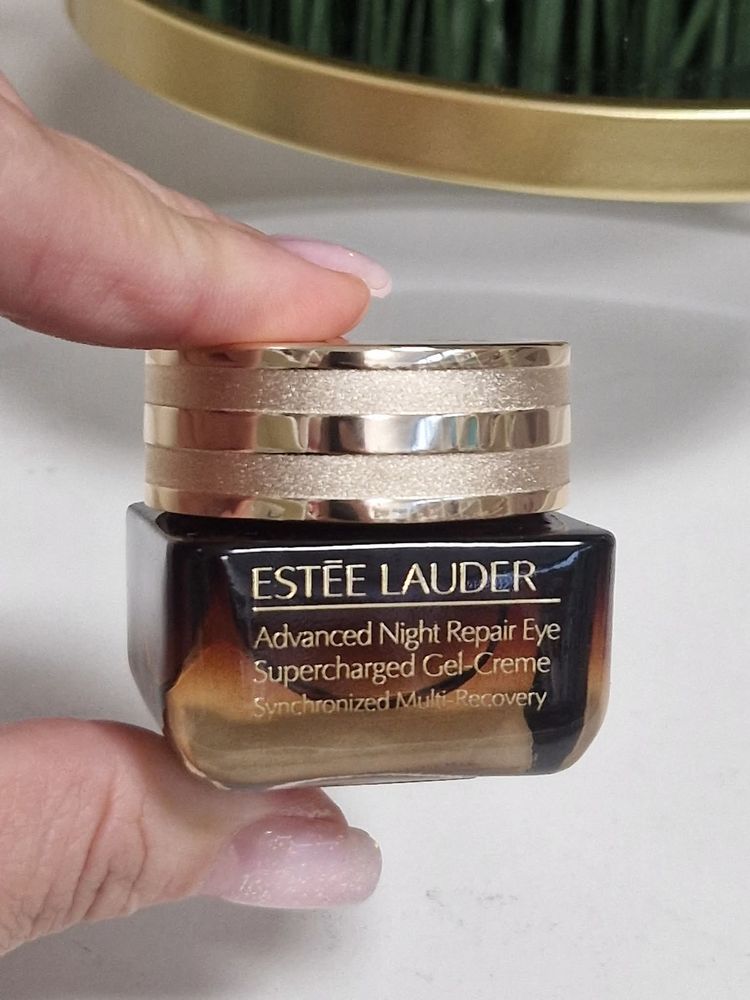 ESTĒE LAUDER
Advanced Night Repair Eye
Supercharged Gel-Creme
Synchronized Multi-Recovery